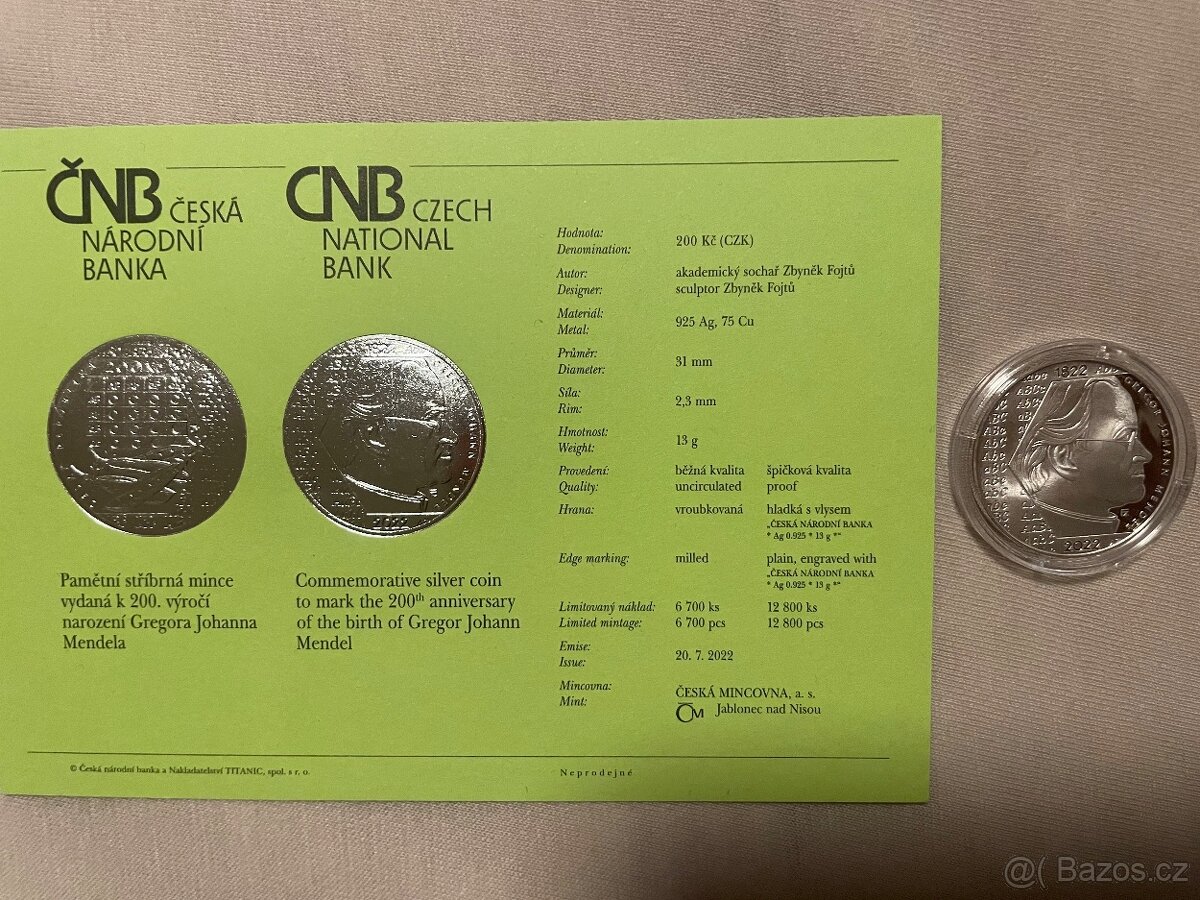 ČNB ČESKÁ
NÁRODNÍ
BANKA
CNB CZECH
NATIONAL
BANK
Pamětní stříbrná mince
vydaná k 200. výročí
narození Gregora Johanna
Mendela
Commemorative silver coin
to mark the 200th anniversary
of the birth of Gregor Johann
Mendel
Hodnota:
Denomination: 200 Kč (CZK)
Autor: akademický sochař Zbyněk Fojtů
Designer: sculptor Zbyněk Fojtů
Materiál:
Metal: 925 Ag, 75 Cu
Průměr:
Diameter: 31 mm
Síla:
Rim: 2,3 mm
Hmotnost:
Weight: 13 g
Provedení: běžná kvalita špičková kvalita
Quality: uncirculated proof
Hrana: vroubkovaná hladká s vlysem
„ČESKÁ NÁRODNÍ BANKA
* Ag 0.925 * 13 g *“
Edge marking: milled plain, engraved with
„ČESKÁ NÁRODNÍ BANKA
* Ag 0.925 * 13 g *“
Limitovaný náklad: 6 700 ks 12 800 ks
Limited mintage: 6 700 pcs 12 800 pcs
Emise:
Issue: 20. 7. 2022
Mincovna: ČESKÁ MINCOVNA, a. s.
Mint: ČM Jablonec nad Nisou
© Česká národní banka a Nakladatelství TITANIC, spol. s r. o.
Neprodejné
2022
1822
GREGOR JOHANN MENDEL
2022
@( Bazos.cz